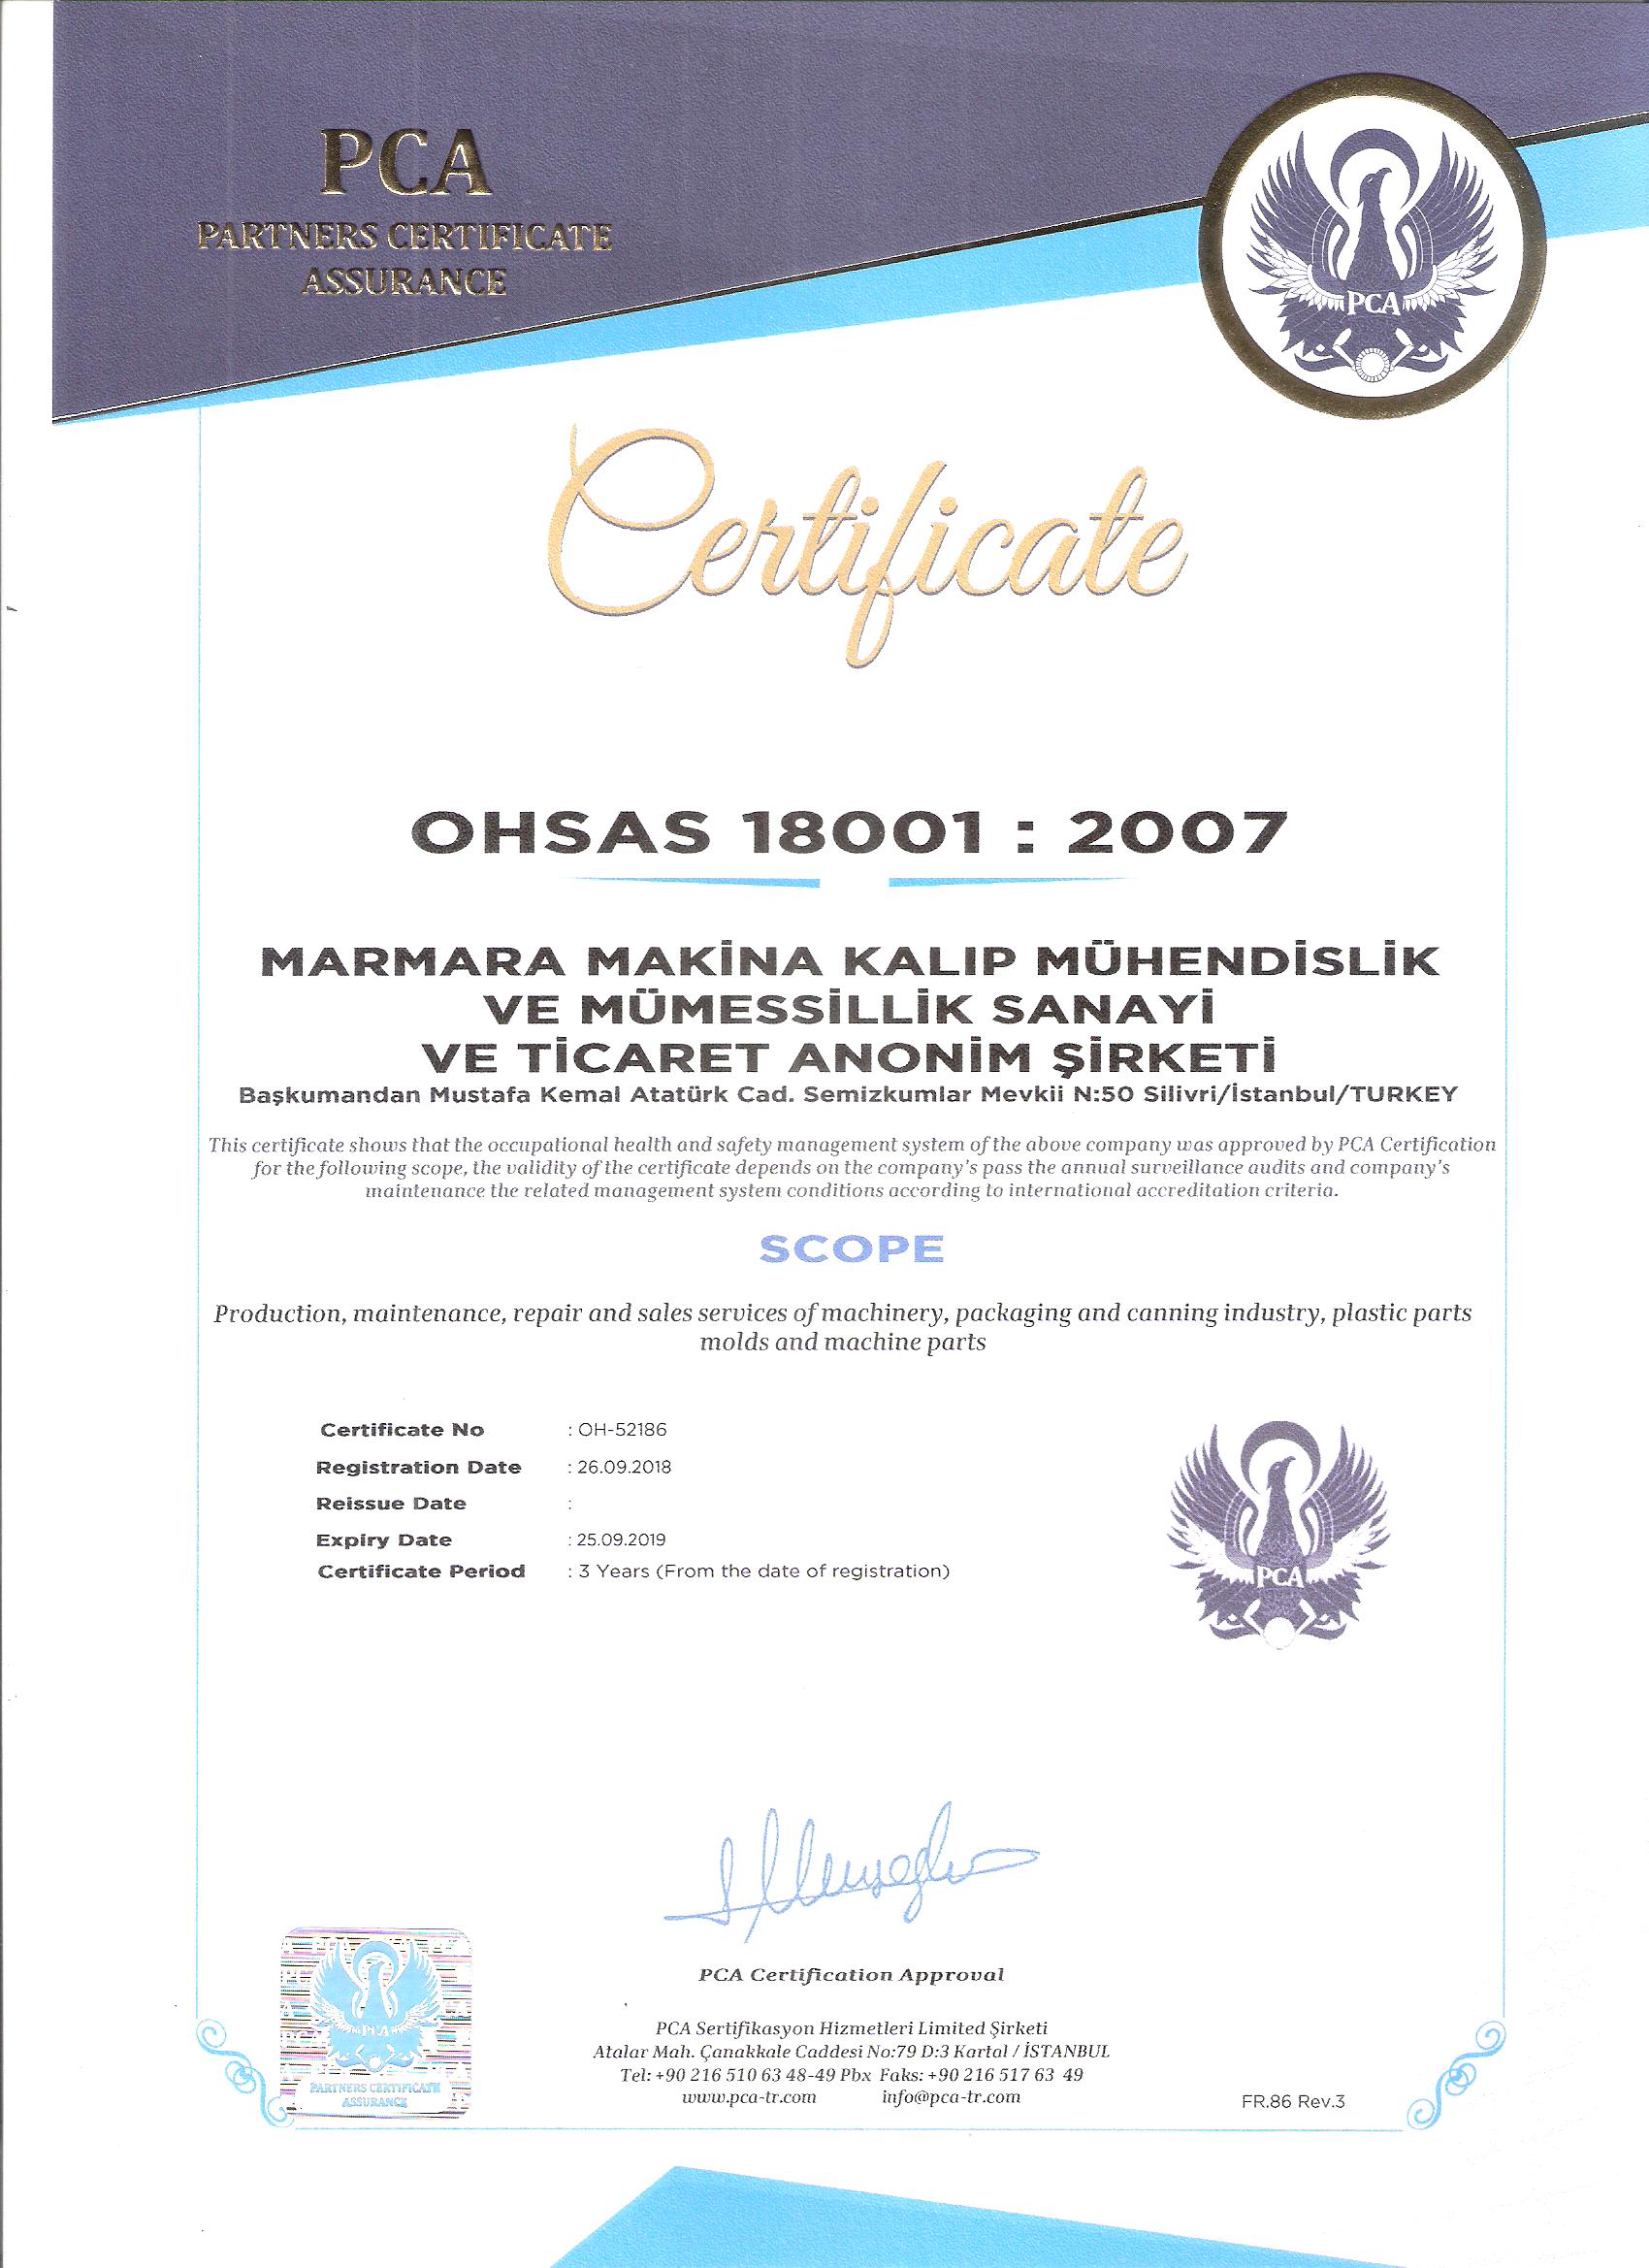 PCA
PARTNERS CERTIFICATE
ASSURANCE
PCA
Certificate
OHSAS 18001 : 2007
MARMARA MAKİNA KALIP MÜHENDİSLİK
VE MÜMESSİLLİK SANAYİ
VE TİCARET ANONİM ŞİRKETİ
Başkumandan Mustafa Kemal Atatürk Cad. Semizkumlar Mevkii N:50 Silivri/İstanbul/TURKEY
This certificate shows that the occupational health and safety management system of the above company was approved by PCA Certification
for the following scope, the validity of the certificate depends on the company's pass the annual surveillance audits and company's
maintenance the related management system conditions according to international accreditation criteria.
SCOPE
Production, maintenance, repair and sales services of machinery, packaging and canning industry, plastic parts
molds and machine parts
Certificate No : OH-52186
Registration Date : 26.09.2018
Reissue Date :
Expiry Date : 25.09.2019
Certificate Period : 3 Years (From the date of registration)
PCA
PCA Certification Approval
PCA Sertifikasyon Hizmetleri Limited Şirketi
Atalar Mah. Çanakkale Caddesi No:79 D:3 Kartal / İSTANBUL
Tel: +90 216 510 63 48-49 Pbx Faks: +90 216 517 63 49
www.pca-tr.com info@pca-tr.com
PCA
PARTNERS CERTIFICATE
ASSURANCE
FR.86 Rev.3